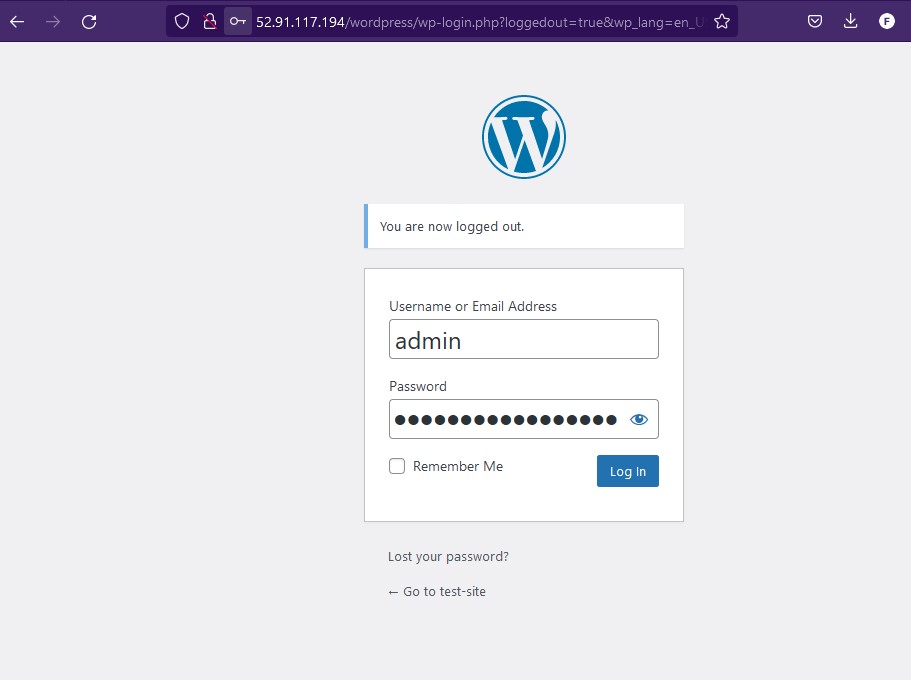 52.91.117.194/wordpress/wp-login.php?loggedout=true&wp_lang=en_U
F
W
You are now logged out.
Username or Email Address
admin
Password
Remember Me
Log In
Lost your password?
← Go to test-site